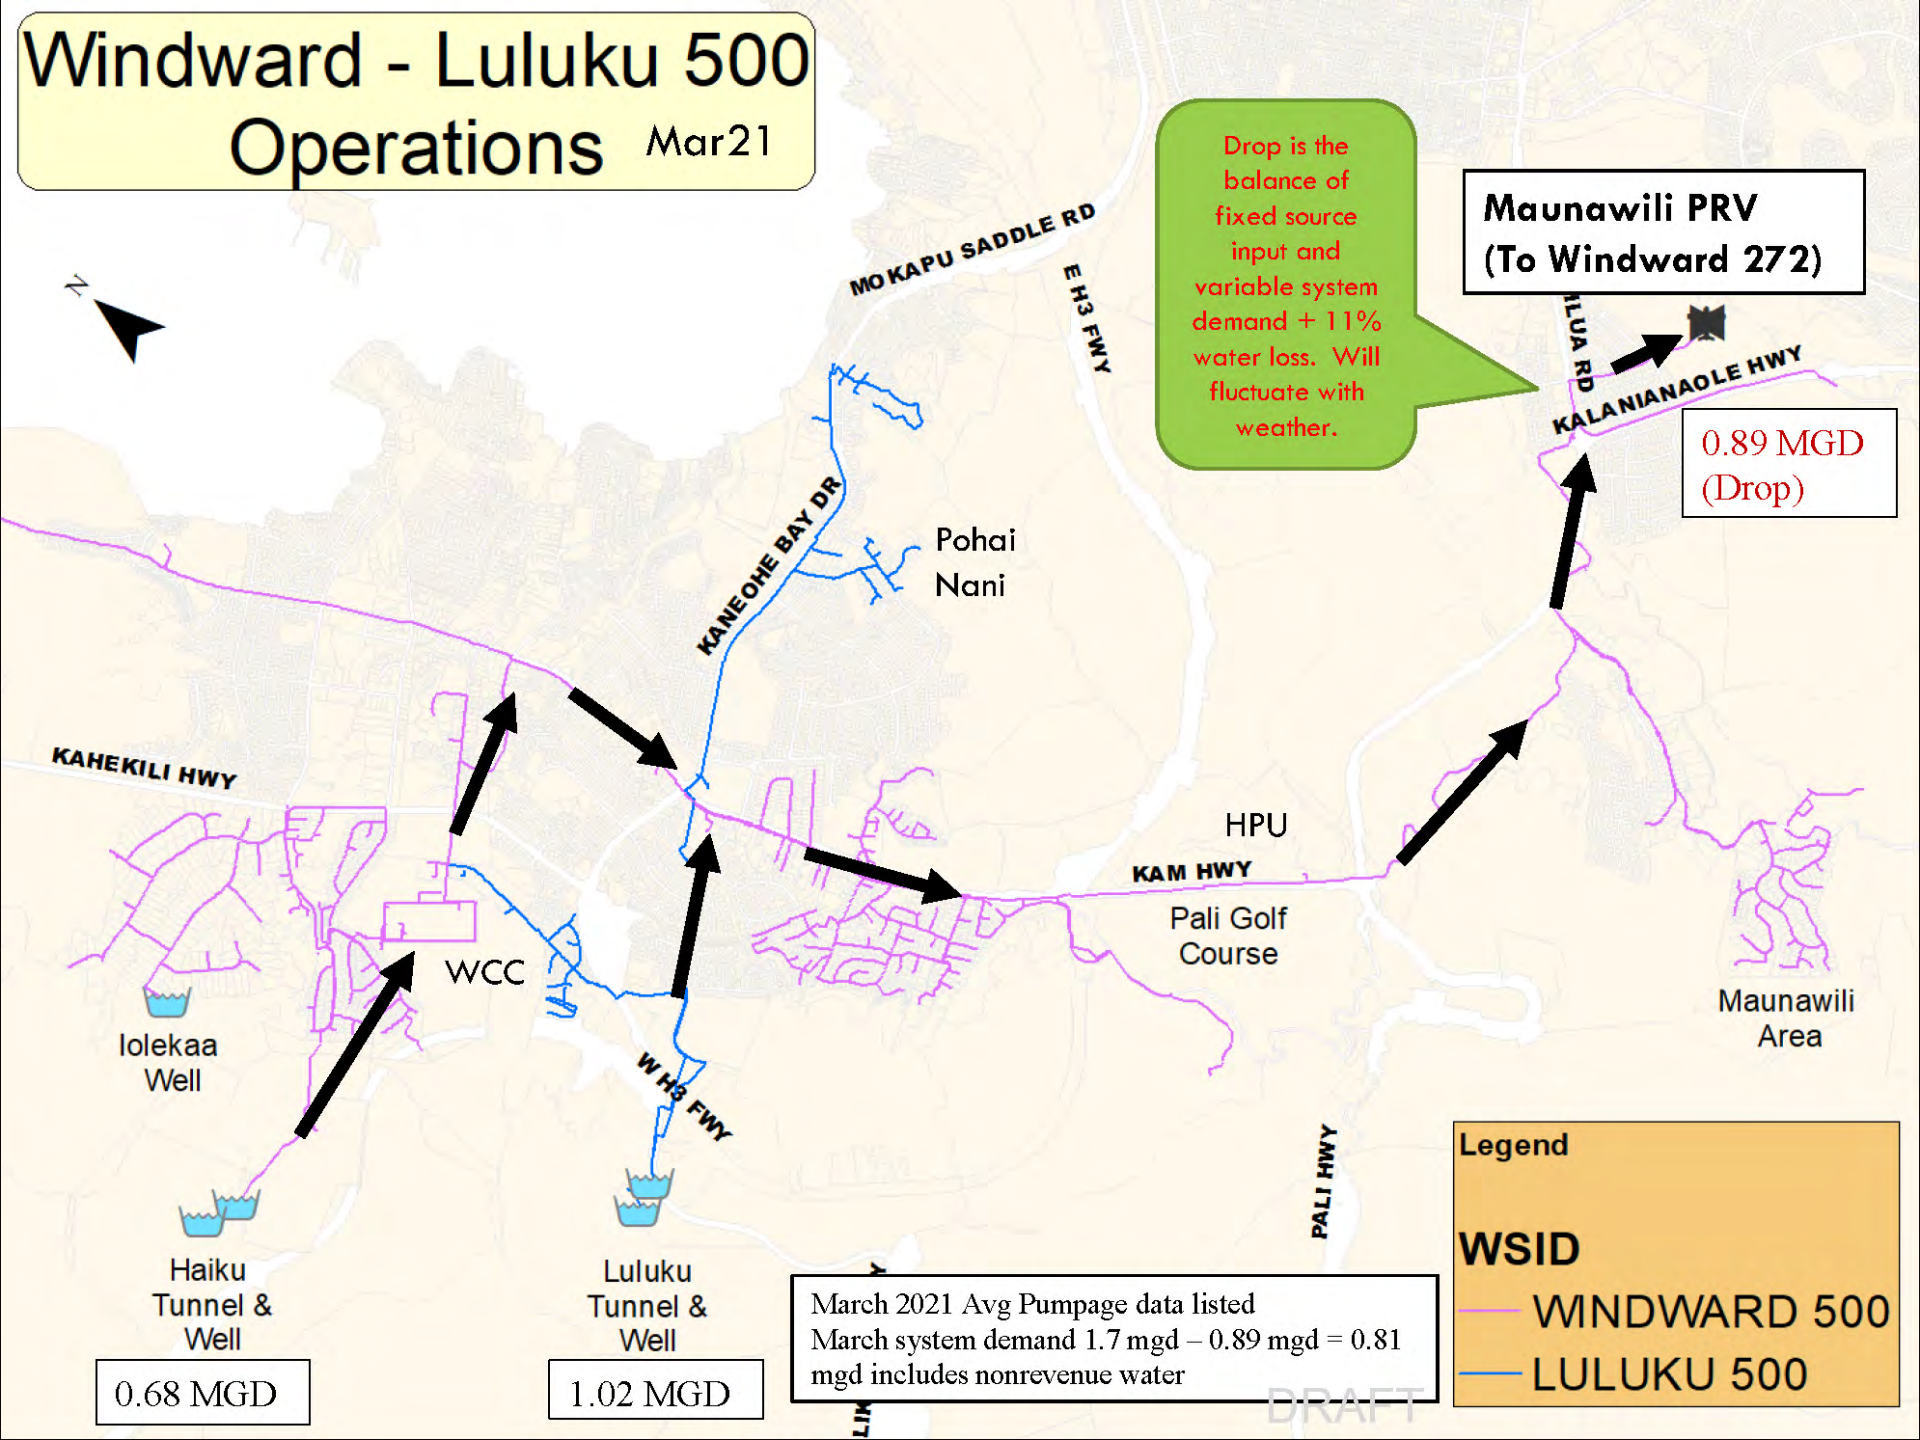 Windward - Luluku 500
Operations Mar21
N
MOKAPU SADDLE RD
E H3 FWY
Drop is the
balance of
fixed source
input and
variable system
demand + 11%
water loss. Will
fluctuate with
weather.
Maunawili PRV
(To Windward 272)
ILUA RD
KALANIANAOLE HWY
0.89 MGD
(Drop)
KANEOHE BAY DR
Pohai
Nani
KAHEKILI HWY
HPU
KAM HWY
Pali Golf
Course
WCC
Iolekaa
Well
Maunawili
Area
W H3 FWY
PALI HWY
Haiku
Tunnel &
Well
0.68 MGD
Luluku
Tunnel &
Well
1.02 MGD
LIK
Y
March 2021 Avg Pumpage data listed
March system demand 1.7 mgd – 0.89 mgd = 0.81
mgd includes nonrevenue water
DRAFT
Legend
WSID
WINDWARD 500
LULUKU 500